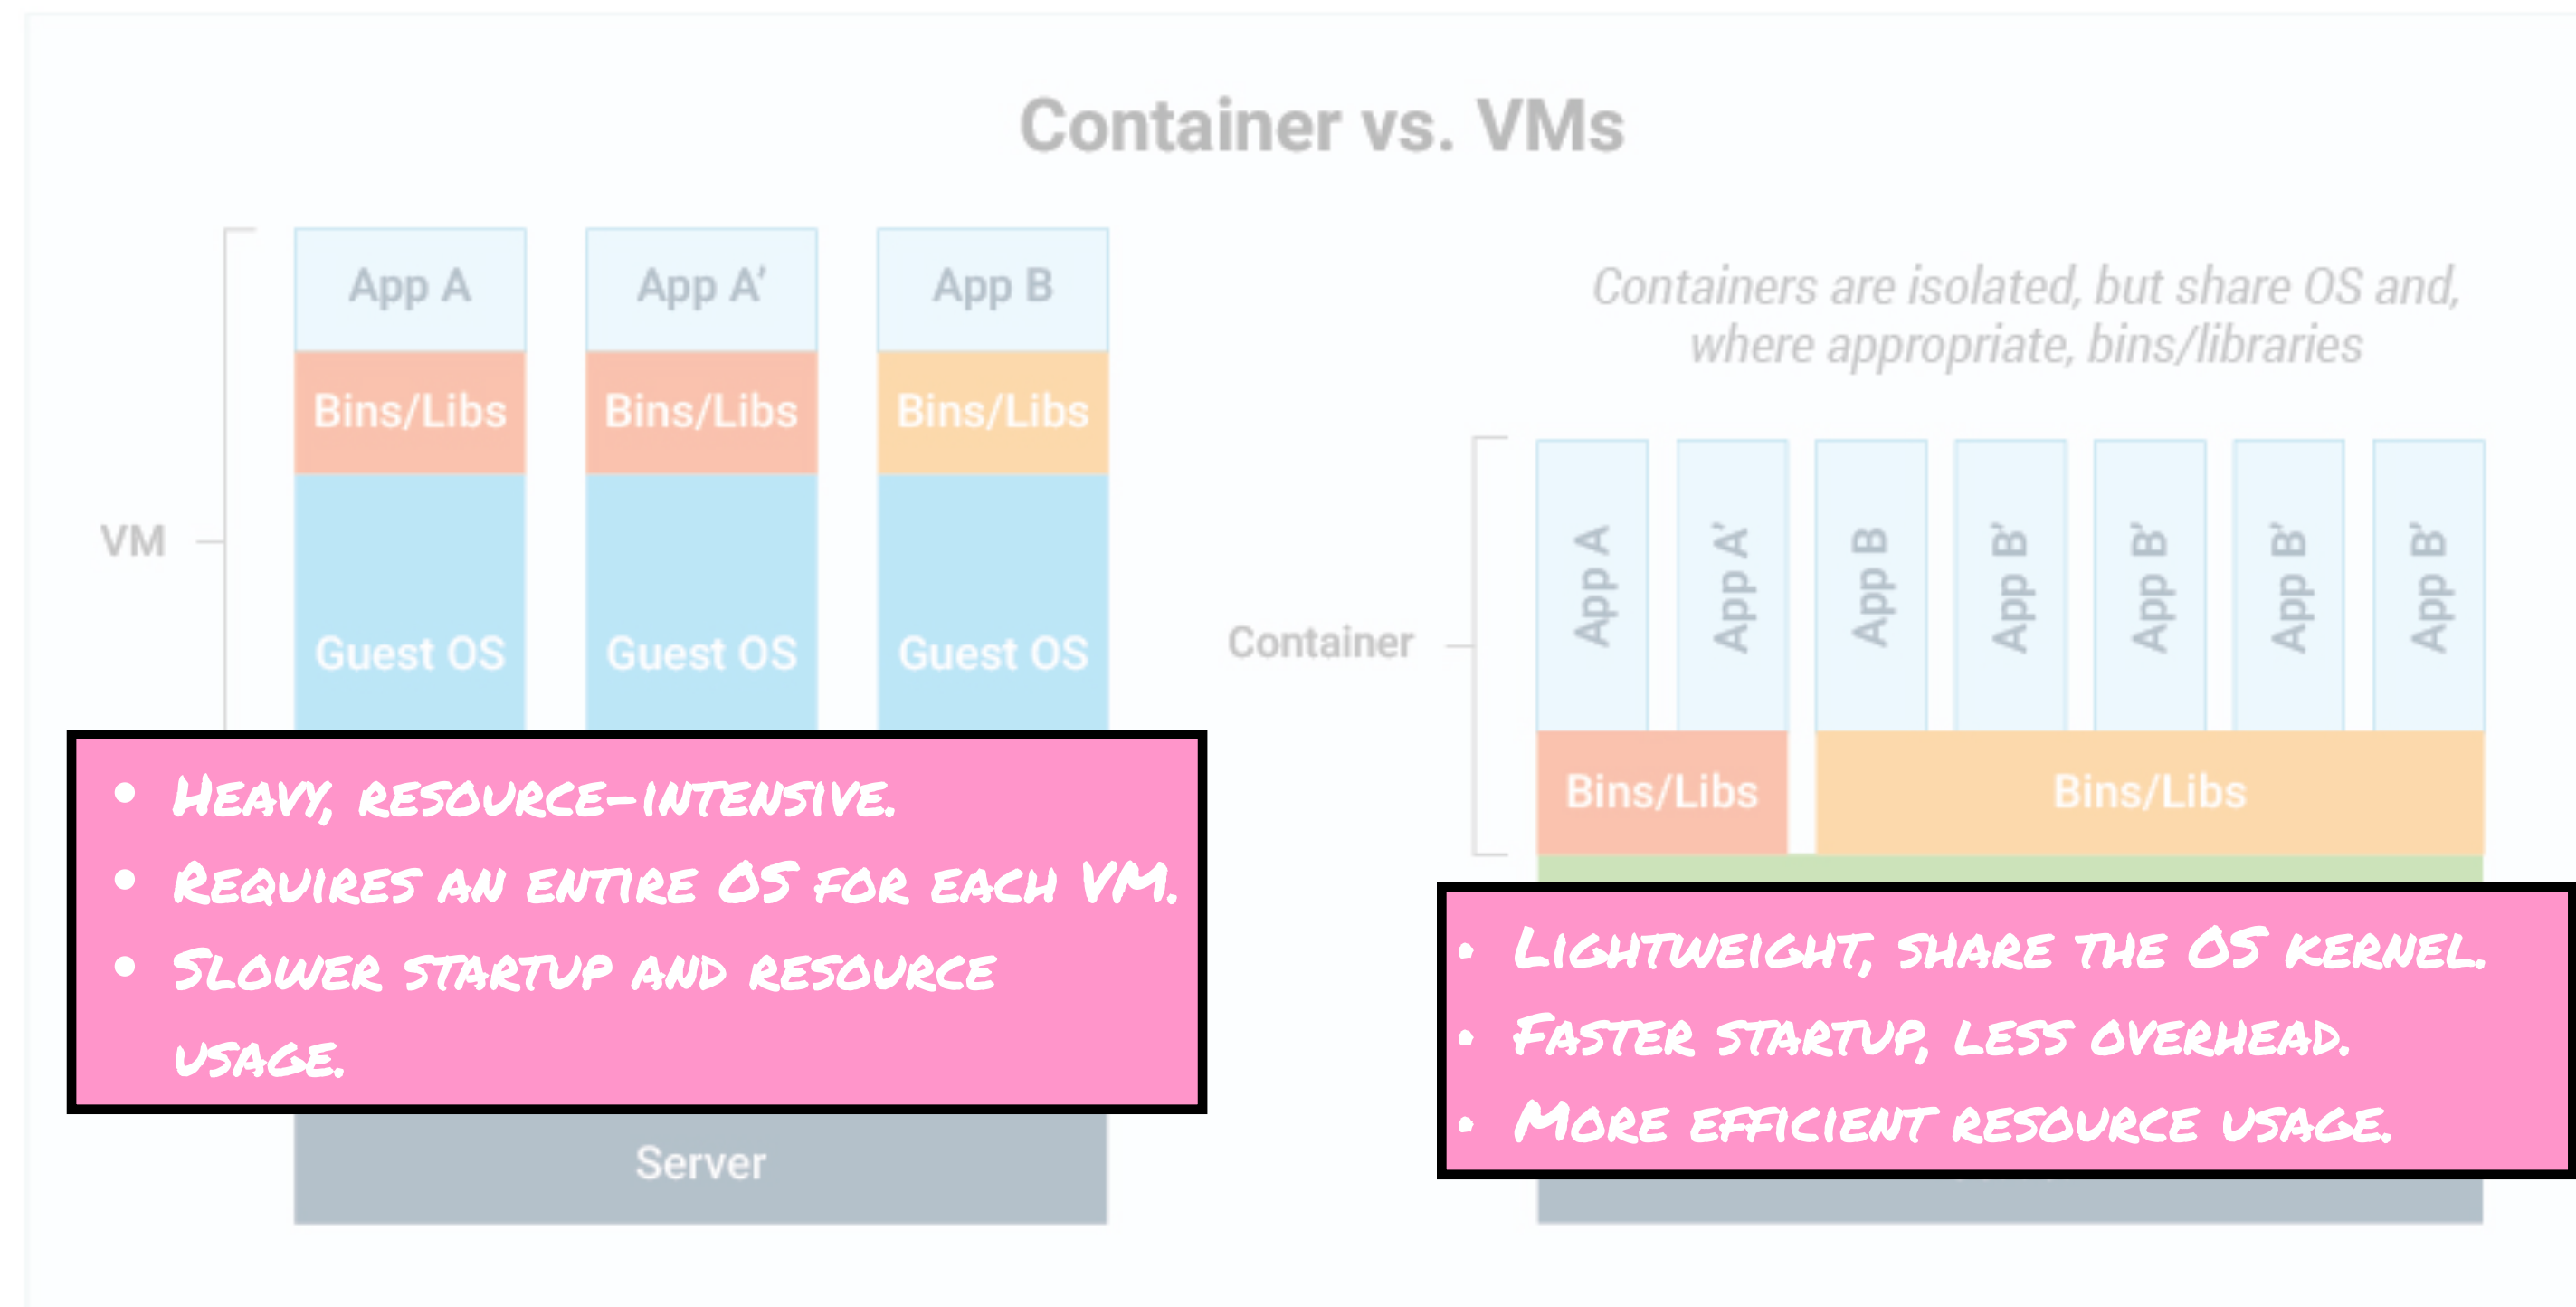 Container vs. VMs
App A
App A’
App B
Bins/Libs
Bins/Libs
Bins/Libs
VM
Guest OS
Guest OS
Guest OS
• Heavy, resource-intensive.
• Requires an entire OS for each VM.
• Slower startup and resource
usage.
Server
Containers are isolated, but share OS and,
where appropriate, bins/libraries
Container
App A
App A’
App B
App B’
App B’
App B’
App B’
Bins/Libs
Bins/Libs
• Lightweight, share the OS kernel.
• Faster startup, less overhead.
• More efficient resource usage.